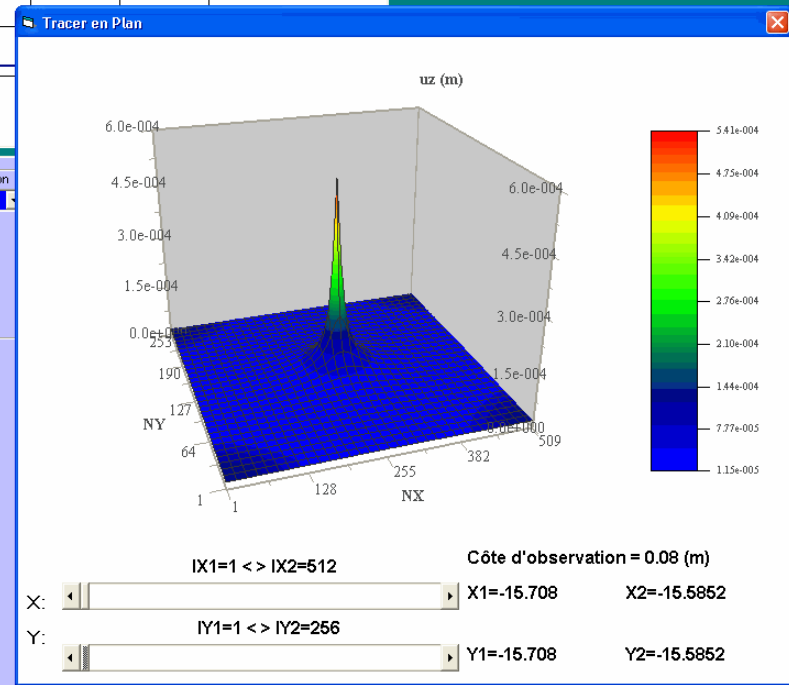 Tracer en Plan
uz (m)
6.0e-004
4.5e-004
3.0e-004
1.5e-004
0.0e+000
6.0e-004
4.5e-004
3.0e-004
1.5e-004
0.0e+000
253
190
127
64
1
NY
1
128
255
382
509
NX
5.41e-004
4.75e-004
4.09e-004
3.42e-004
2.76e-004
2.10e-004
1.44e-004
7.77e-005
1.15e-005
on
IX1=1 < > IX2=512
Côte d'observation = 0.08 (m)
X:
X1=-15.708 X2=-15.5852
IY1=1 < > IY2=256
Y:
Y1=-15.708 Y2=-15.5852